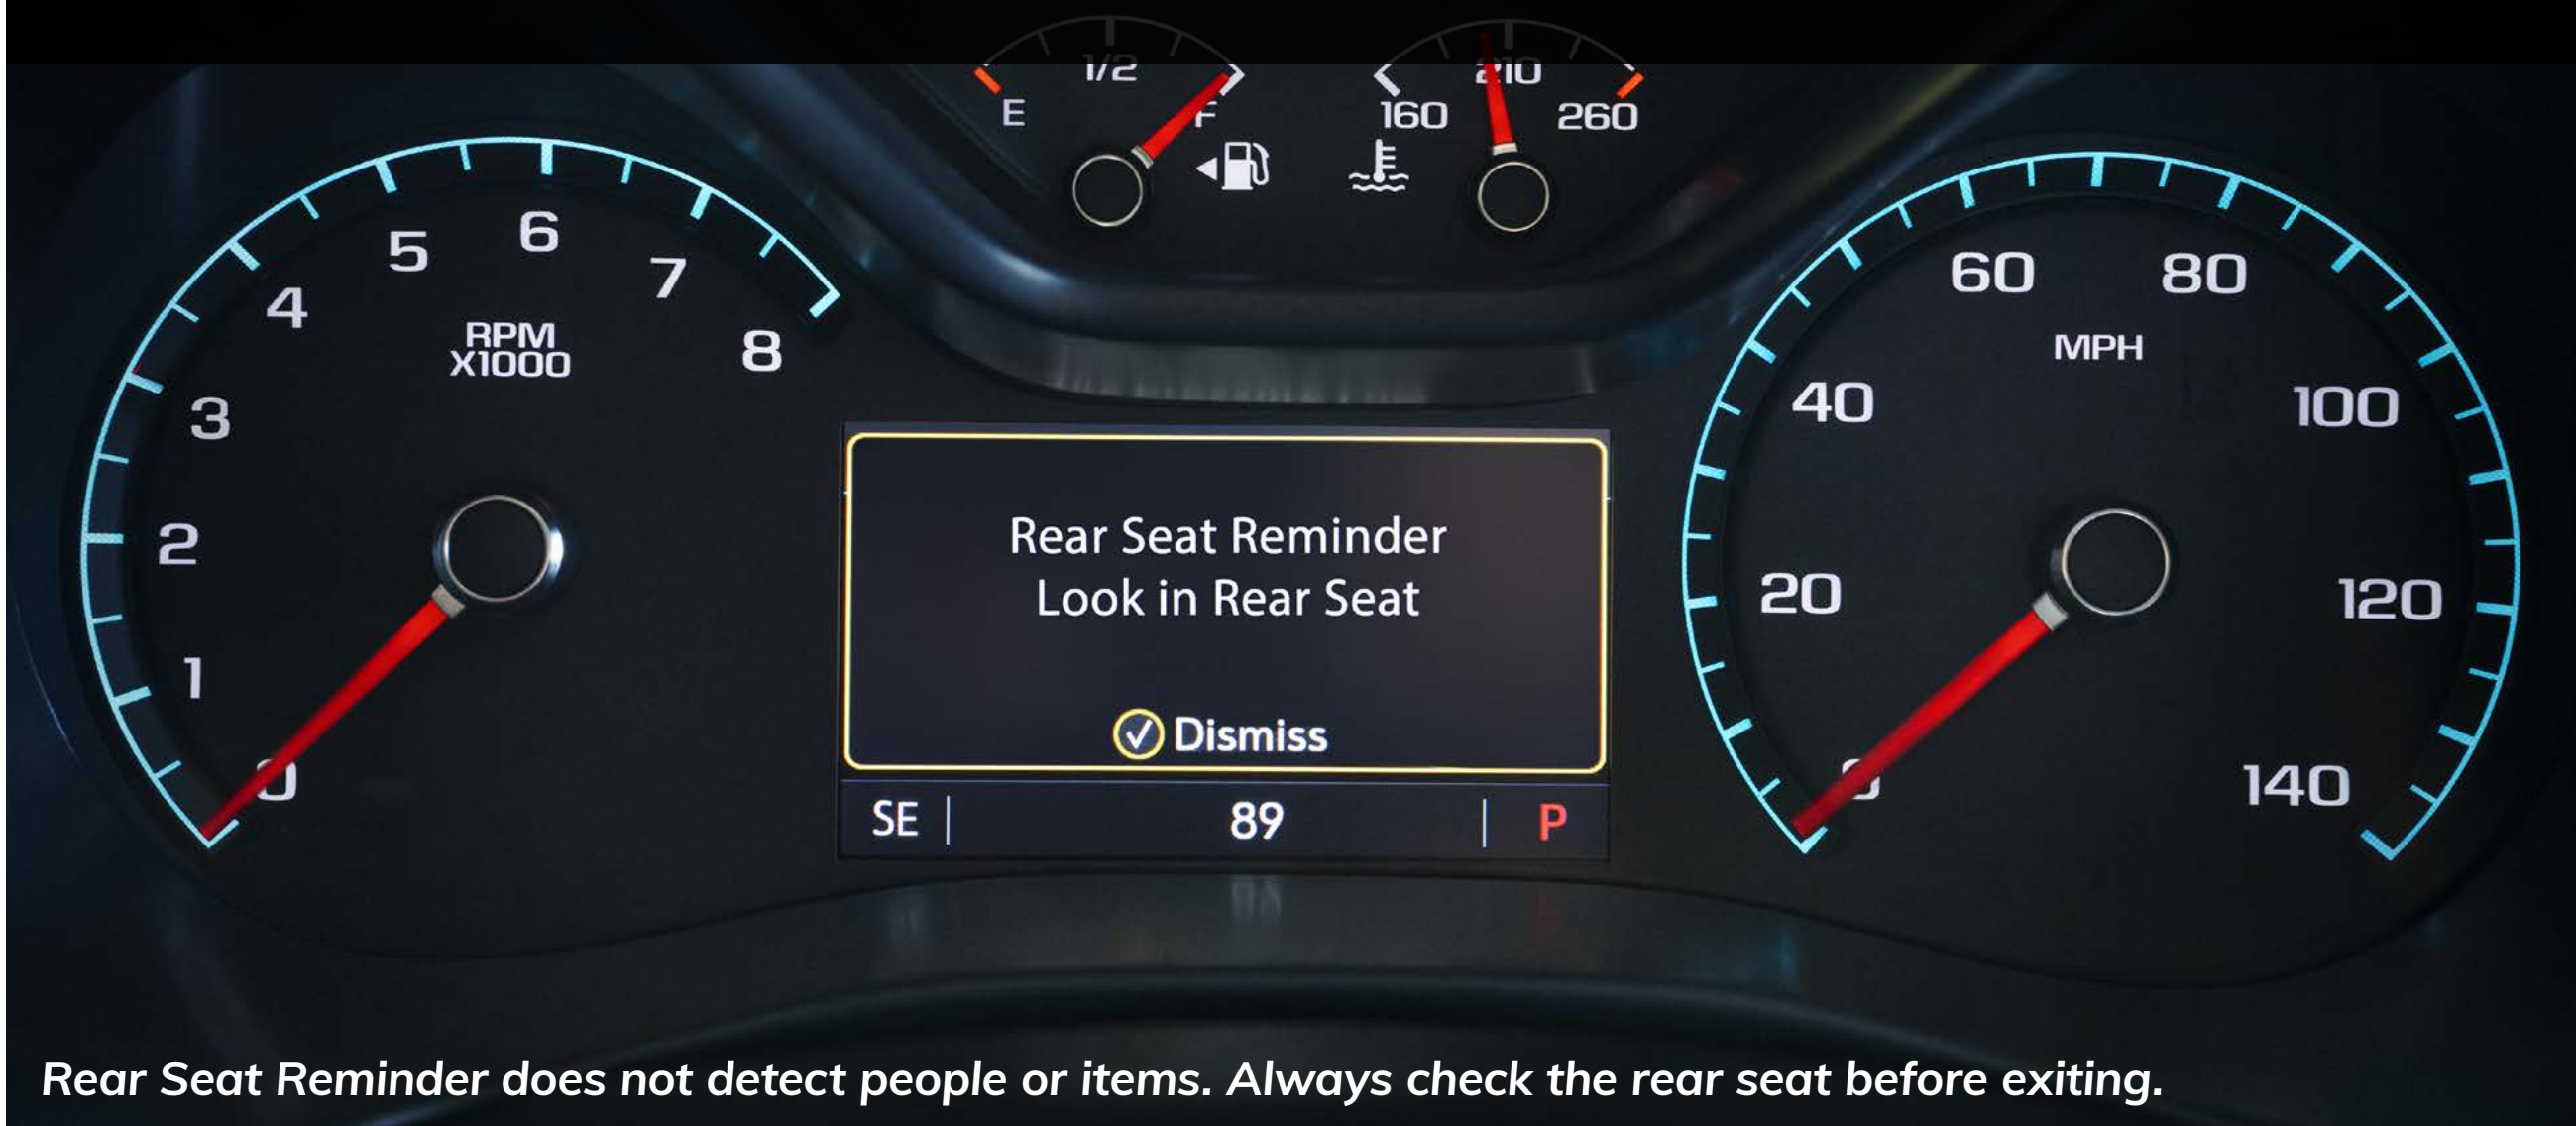 1/2
E
F
160
210
260
5
6
7
4
8
3
2
1
0
RPM
X1000
60
80
MPH
40
100
20
120
0
140
Rear Seat Reminder
Look in Rear Seat
Dismiss
SE
89
P
Rear Seat Reminder does not detect people or items. Always check the rear seat before exiting.